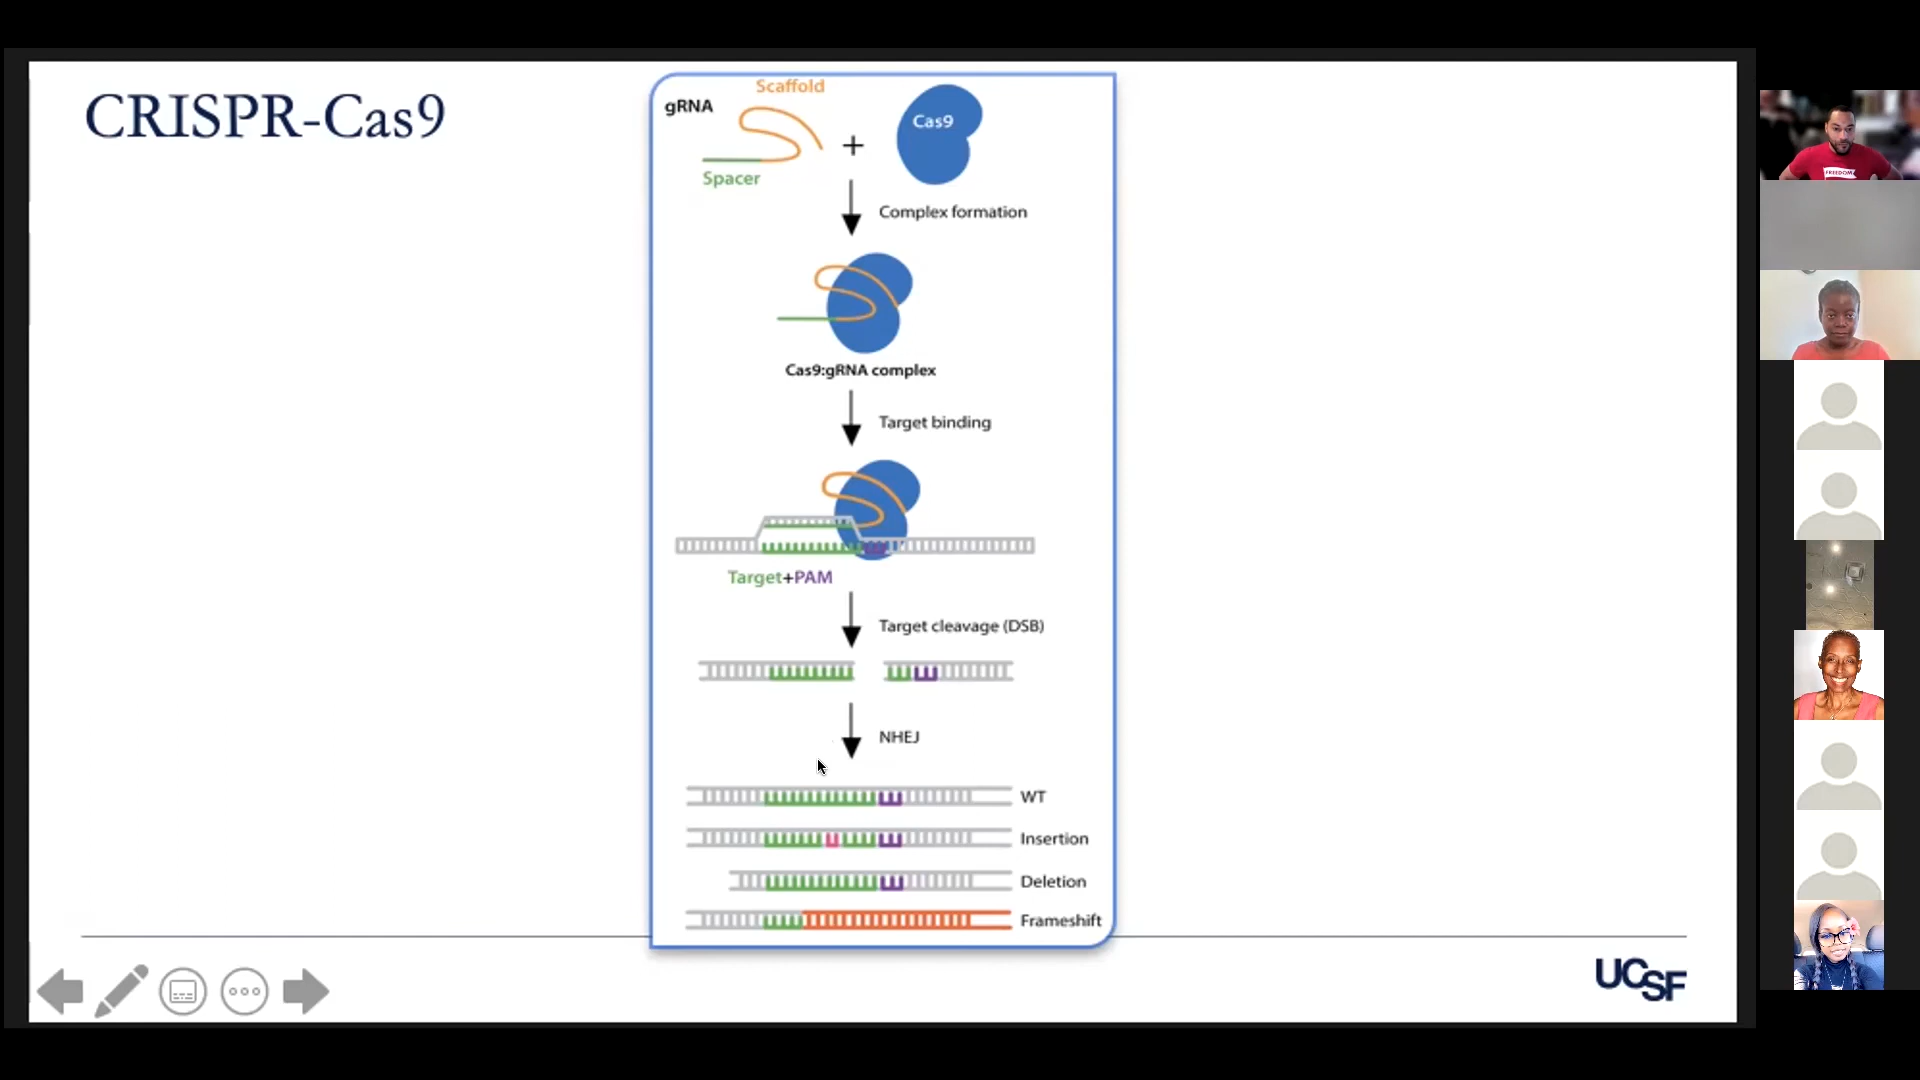 CRISPR-Cas9
Scaffold
gRNA
Cas9
+
Spacer
Complex formation
Cas9:gRNA complex
Target binding
Target+PAM
Target cleavage (DSB)
NHEJ
WT
Insertion
Deletion
Frameshift
UCSF
FREEDOM